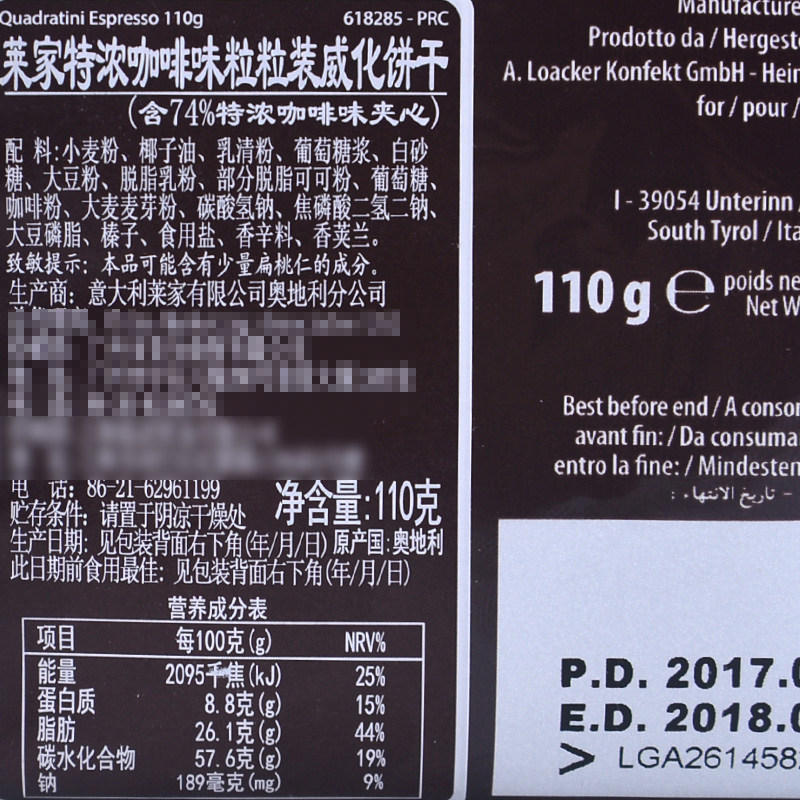 Quadratini Espresso 110g 618285 - PRC
莱家特浓咖啡味粒粒装威化饼干
(含74%特浓咖啡味夹心)
配 料:小麦粉、椰子油、乳清粉、葡萄糖浆、白砂
糖、大豆粉、脱脂乳粉、部分脱脂可可粉、葡萄糖、
咖啡粉、大麦麦芽粉、碳酸氢钠、焦磷酸二氢二钠、
大豆磷脂、榛子、食用盐、香辛料、香荚兰。
致敏提示: 本品可能含有少量扁桃仁的成分。
生产商: 意大利莱家有限公司奥地利分公司
电 话: 86-21-62961199
净含量:110克
贮存条件: 请置于阴凉干燥处
生产日期: 见包装背面右下角(年/月/日) 原产国:奥地利
此日期前食用最佳: 见包装背面右下角(年/月/日)
营养成分表
项目 每100克(g) NRV%
能量 2095千焦(kJ) 25%
蛋白质 8.8克(g) 15%
脂肪 26.1克(g) 44%
碳水化合物 57.6克(g) 19%
钠 189毫克(mg) 9%
Manufacture
Prodotto da / Hergest
A. Loacker Konfekt GmbH - Hei
for / pour /
I - 39054 Unterinn /
South Tyrol / Ita
110 g e poids ne
Net W
Best before end / A conso
avant fin: / Da consuma
entro la fine: / Mindesten
- تاريخ الانتهاء :
P.D. 2017.0
E.D. 2018.0
> LGA261458